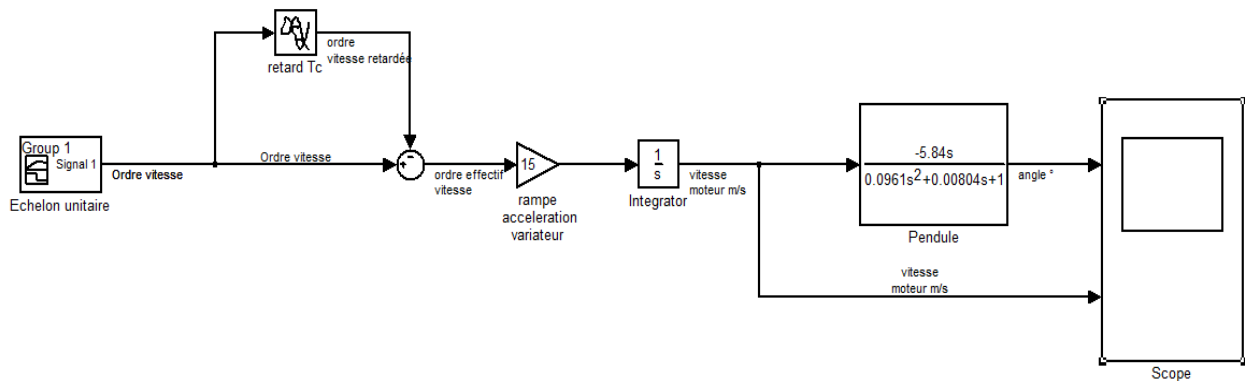 ordre
vitesse retardée
retard Tc
Group 1
Signal 1
Ordre vitesse
Echelon unitaire
Ordre vitesse
+
-
ordre effectif
vitesse
15
rampe
acceleration
variateur
1
s
Integrator
vitesse
moteur m/s
-5.84s
0.0961s²+0.00804s+1
Pendule
angle °
vitesse
moteur m/s
Scope